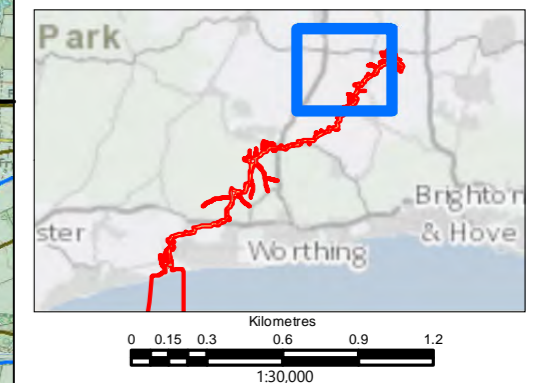 Park
Brighton
& Hove
ster
Worthing
Kilometres
0 0.15 0.3 0.6 0.9 1.2
1:30,000